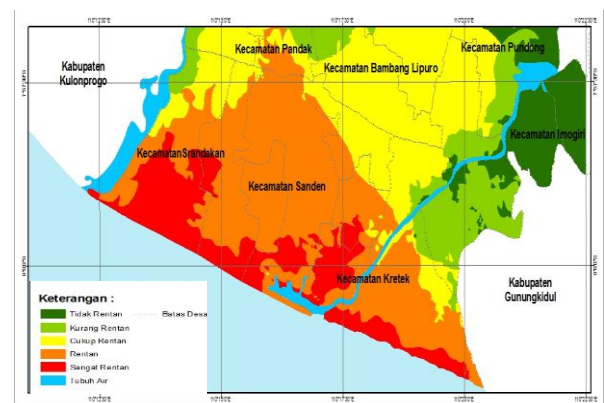 Kecamatan Pandak
Kecamatan Pundong
Kabupaten
Kulonprogo
Kecamatan Bambang Lipuro
Kecamatan Imogiri
KecamatanSrandakan
Kecamatan Sanden
Kecamatan Kretek
Kabupaten
Gunungkidul
Keterangan :
Tidak Rentan
Batas Desa
Kurang Rentan
Cukup Rentan
Rentan
Sangat Rentan
Tubuh Air